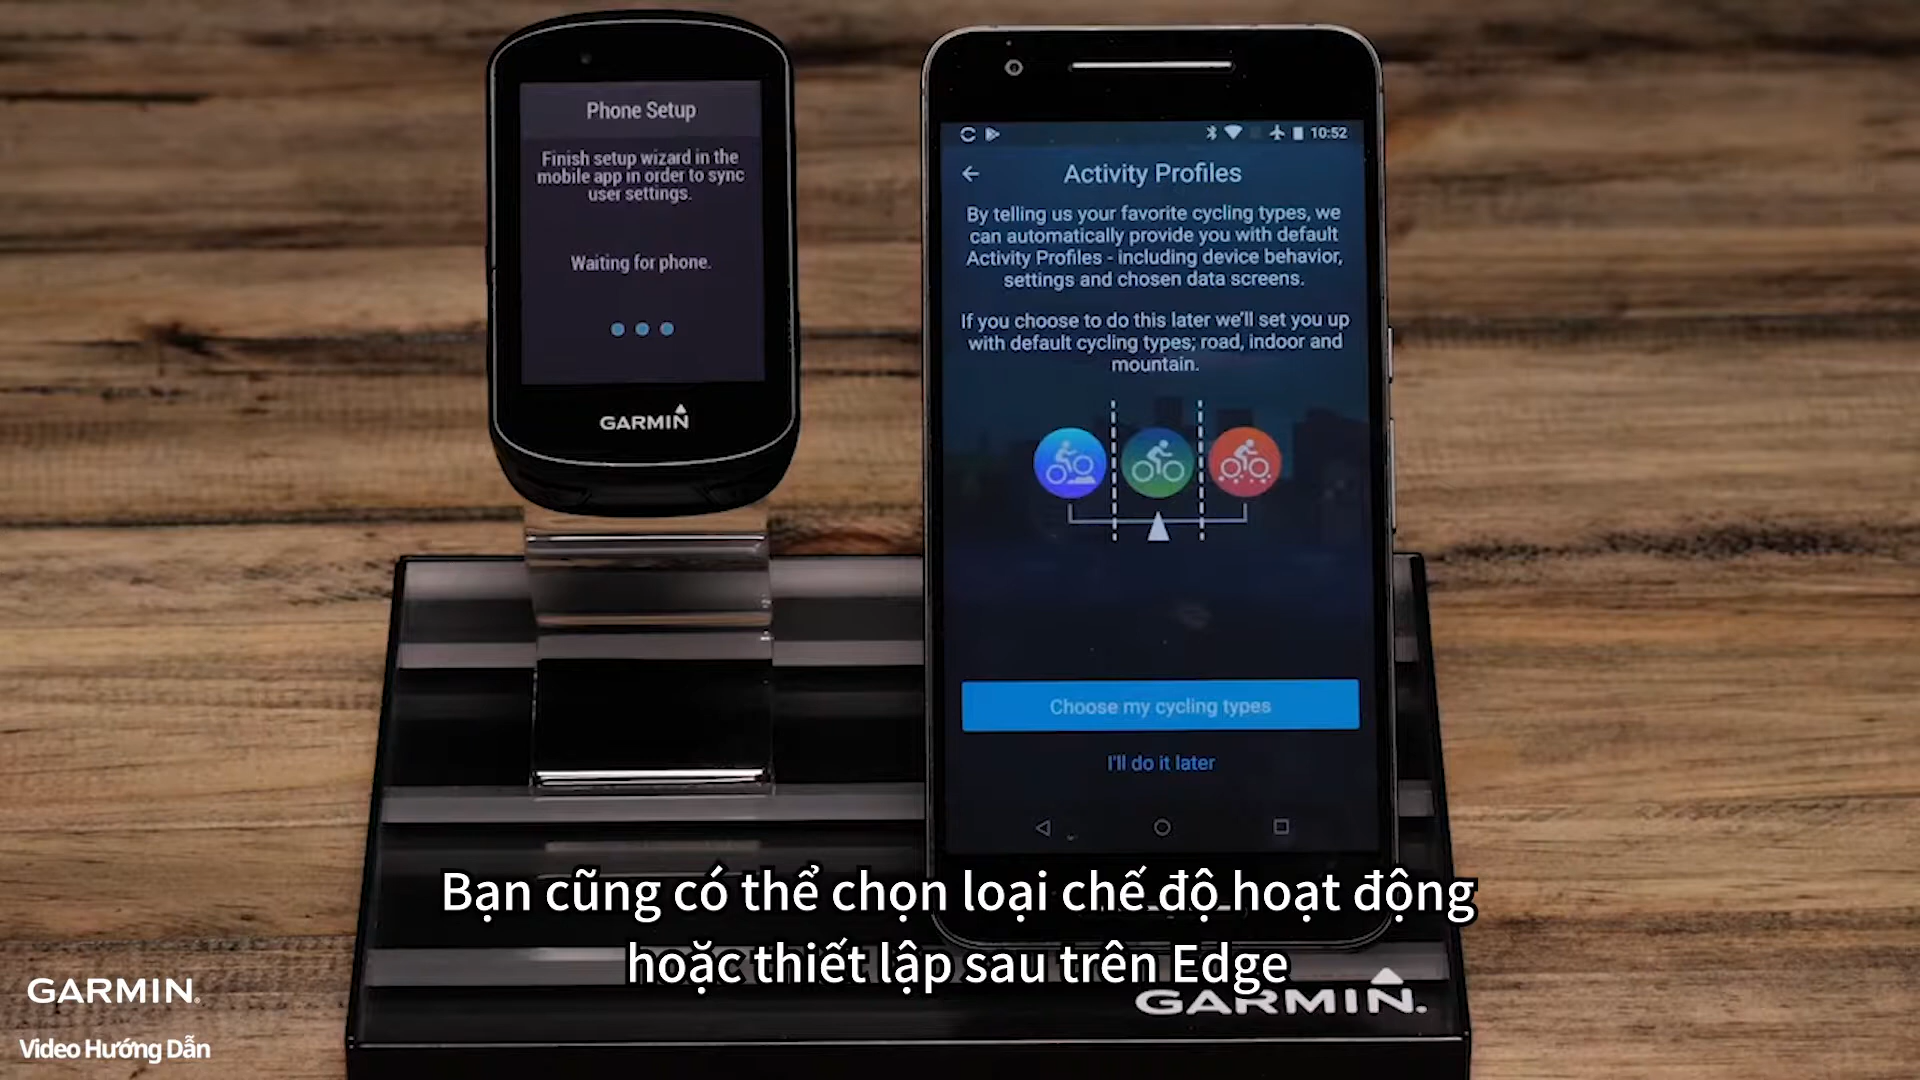 Phone Setup
Finish setup wizard in the
mobile app in order to sync
user settings.
Waiting for phone.
GARMIN
10:52
Activity Profiles
By telling us your favorite cycling types, we
can automatically provide you with default
Activity Profiles - including device behavior,
settings and chosen data screens.
If you choose to do this later we'll set you up
with default cycling types; road, indoor and
mountain.
Choose my cycling types
I'll do it later
Bạn cũng có thể chọn loại chế độ hoạt động
hoặc thiết lập sau trên Edge
GARMIN.
GARMIN.
Video Hướng Dẫn